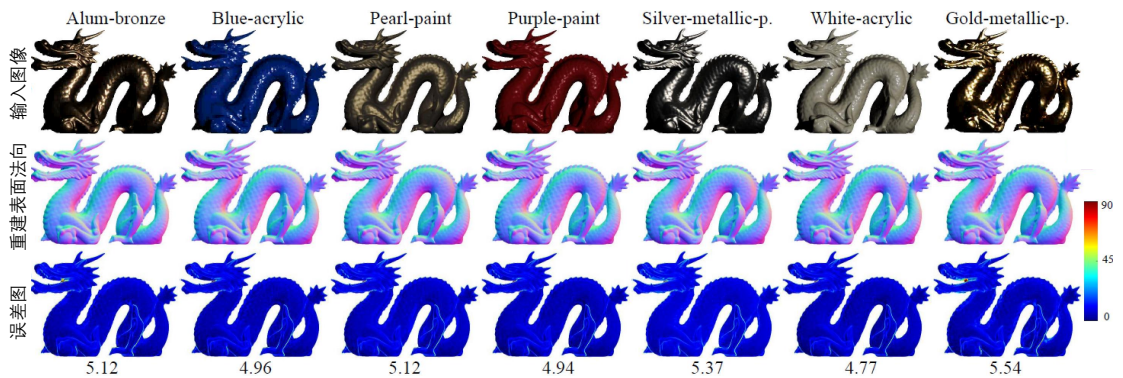 Alum-bronze Blue-acrylic Pearl-paint Purple-paint Silver-metallic-p. White-acrylic Gold-metallic-p.
输入图像
重建表面法向
90
45
0
误差图
5.12 4.96 5.12 4.94 5.37 4.77 5.54